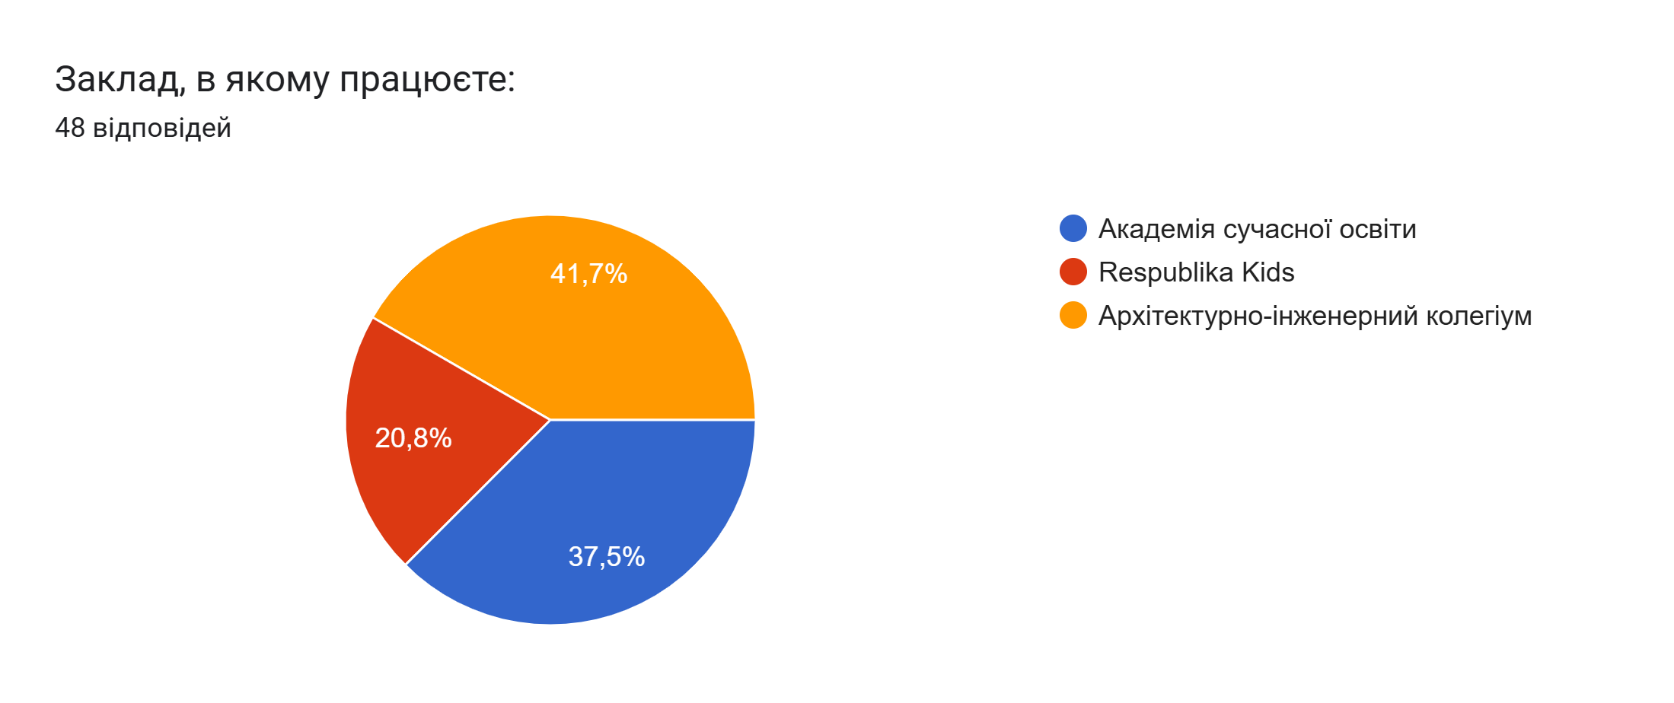 Заклад, в якому працюєте:
48 відповідей
41,7%
20,8%
37,5%
Академія сучасної освіти
Respublika Kids
Архітектурно-інженерний колегіум